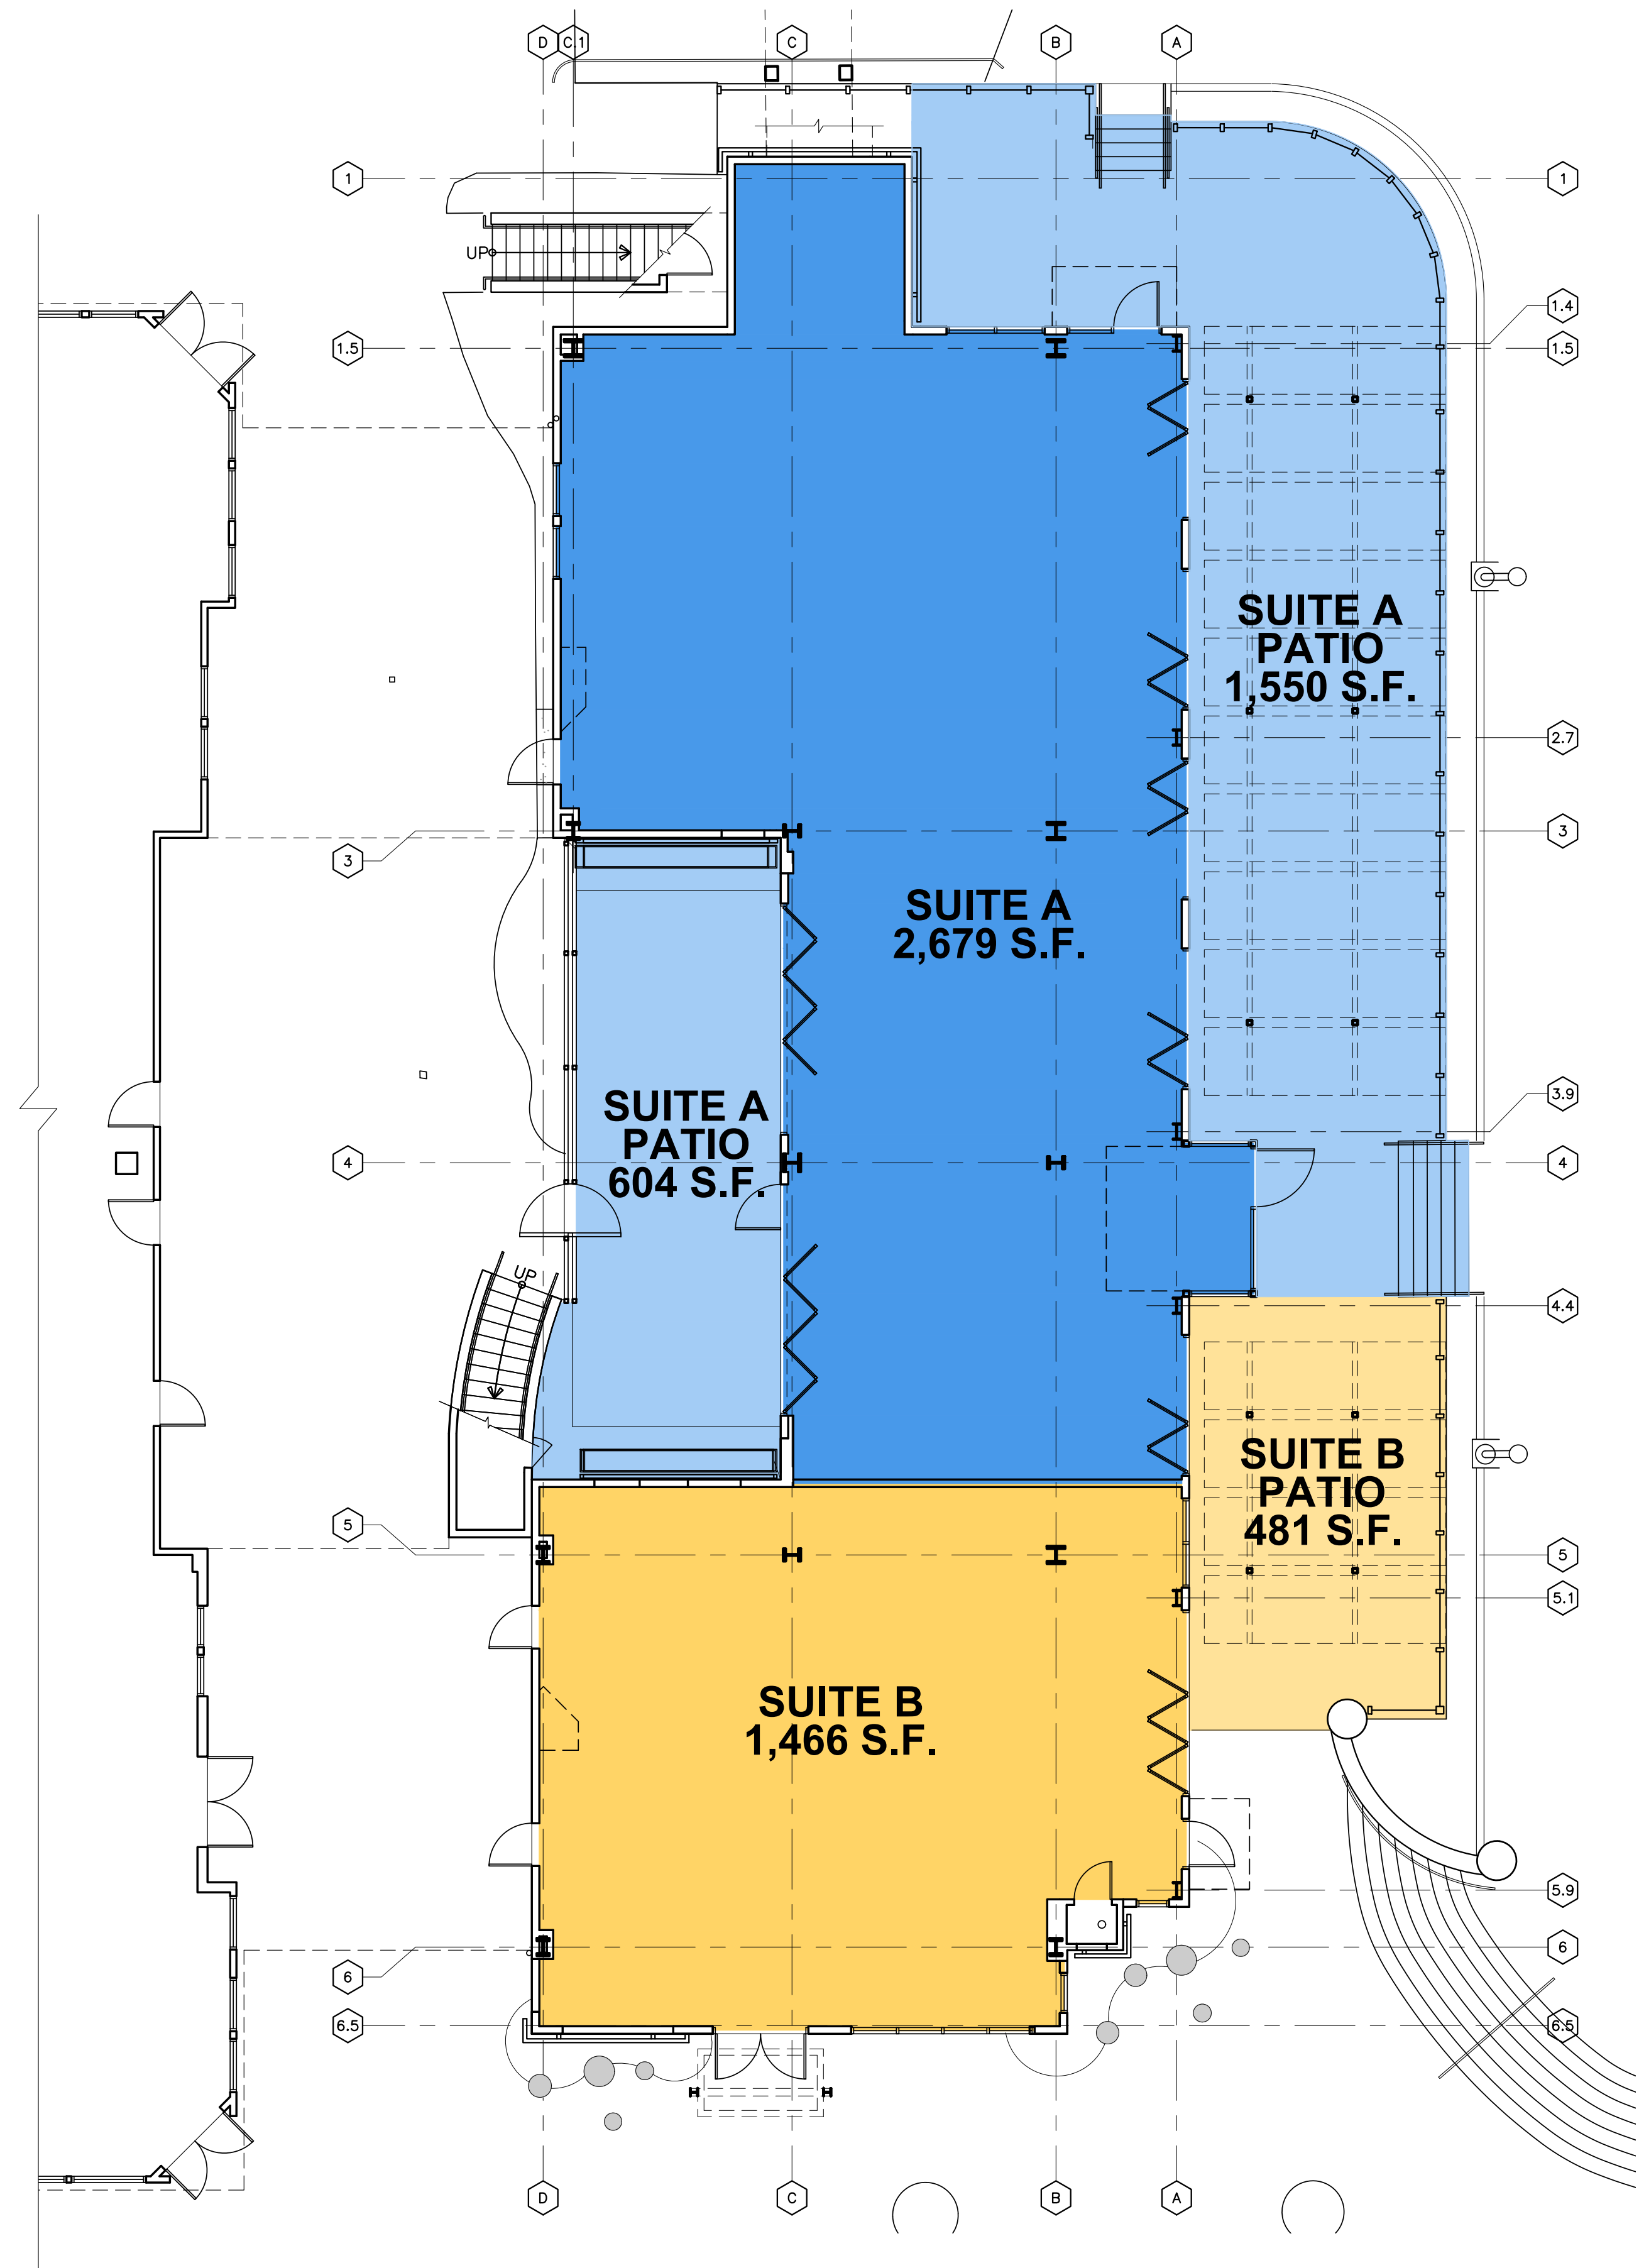 D
C.1
C
B
A
1
1
UP
1.4
1.5
1.5
SUITE A
PATIO
1,550 S.F.
2.7
3
3
SUITE A
2,679 S.F.
SUITE A
PATIO
604 S.F.
3.9
4
4
UP
4.4
SUITE B
PATIO
481 S.F.
5
5
5.1
SUITE B
1,466 S.F.
5.9
6
6
6.5
6.5
D
C
B
A